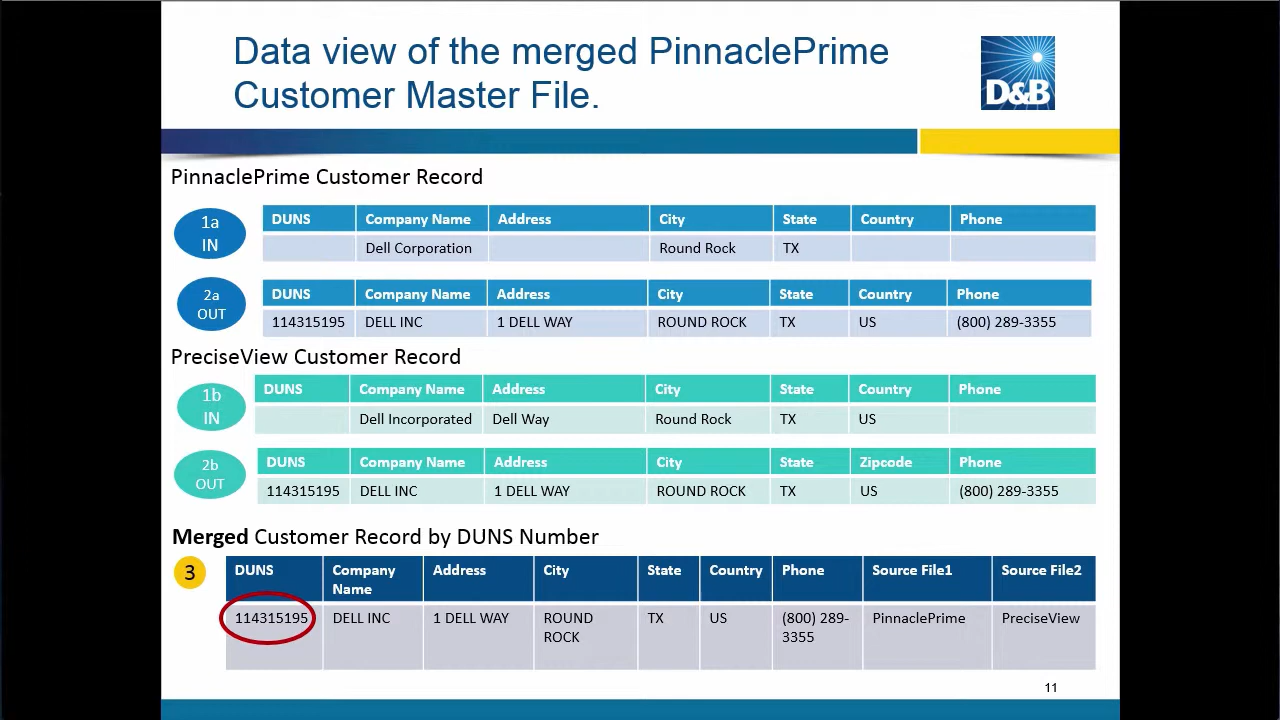 Data view of the merged PinnaclePrime
Customer Master File.
D&B
PinnaclePrime Customer Record
1a
IN
DUNS Company Name Address City State Country Phone
Dell Corporation Round Rock TX
2a
OUT
DUNS Company Name Address City State Country Phone
114315195 DELL INC 1 DELL WAY ROUND ROCK TX US (800) 289-3355
PreciseView Customer Record
1b
IN
DUNS Company Name Address City State Country Phone
Dell Incorporated Dell Way Round Rock TX US
2b
OUT
DUNS Company Name Address City State Zipcode Phone
114315195 DELL INC 1 DELL WAY ROUND ROCK TX US (800) 289-3355
Merged Customer Record by DUNS Number
3
DUNS Company Name Address City State Country Phone Source File1 Source File2
114315195 DELL INC 1 DELL WAY ROUND ROCK TX US (800) 289-3355 PinnaclePrime PreciseView
11